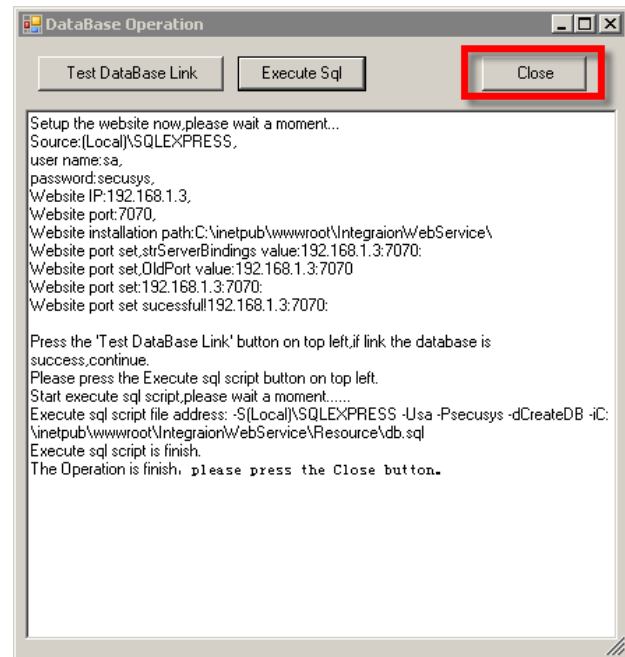 DataBase Operation
Test DataBase Link
Execute Sql
Close
Setup the website now,please wait a moment...
Source:(Local)\SQLEXPRESS,
user name:sa,
password:secusys,
Website IP:192.168.1.3,
Website port:7070,
Website installation path:C:\inetpub\wwwroot\IntegraionWebService\
Website port set,strServerBindings value:192.168.1.3:7070:
Website port set,OldPort value:192.168.1.3:7070
Website port set:192.168.1.3:7070:
Website port set sucessful!192.168.1.3:7070:
Press the 'Test DataBase Link' button on top left,if link the database is
success,continue.
Please press the Execute sql script button on top left.
Start execute sql script,please wait a moment......
Execute sql script file address: -S(Local)\SQLEXPRESS -Usa -Psecusys -dCreateDB -iC:
\inetpub\wwwroot\IntegraionWebService\Resource\db.sql
Execute sql script is finish.
The Operation is finish, please press the Close button.